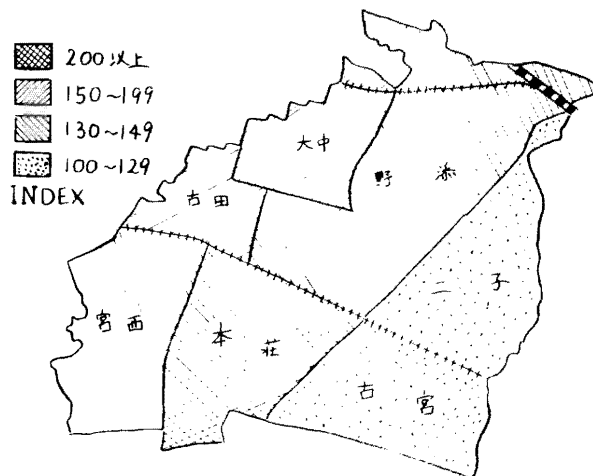 200以上
150~199
130~149
100~129
INDEX
大中
野添
古田
二子
宮西
本荘
古宮